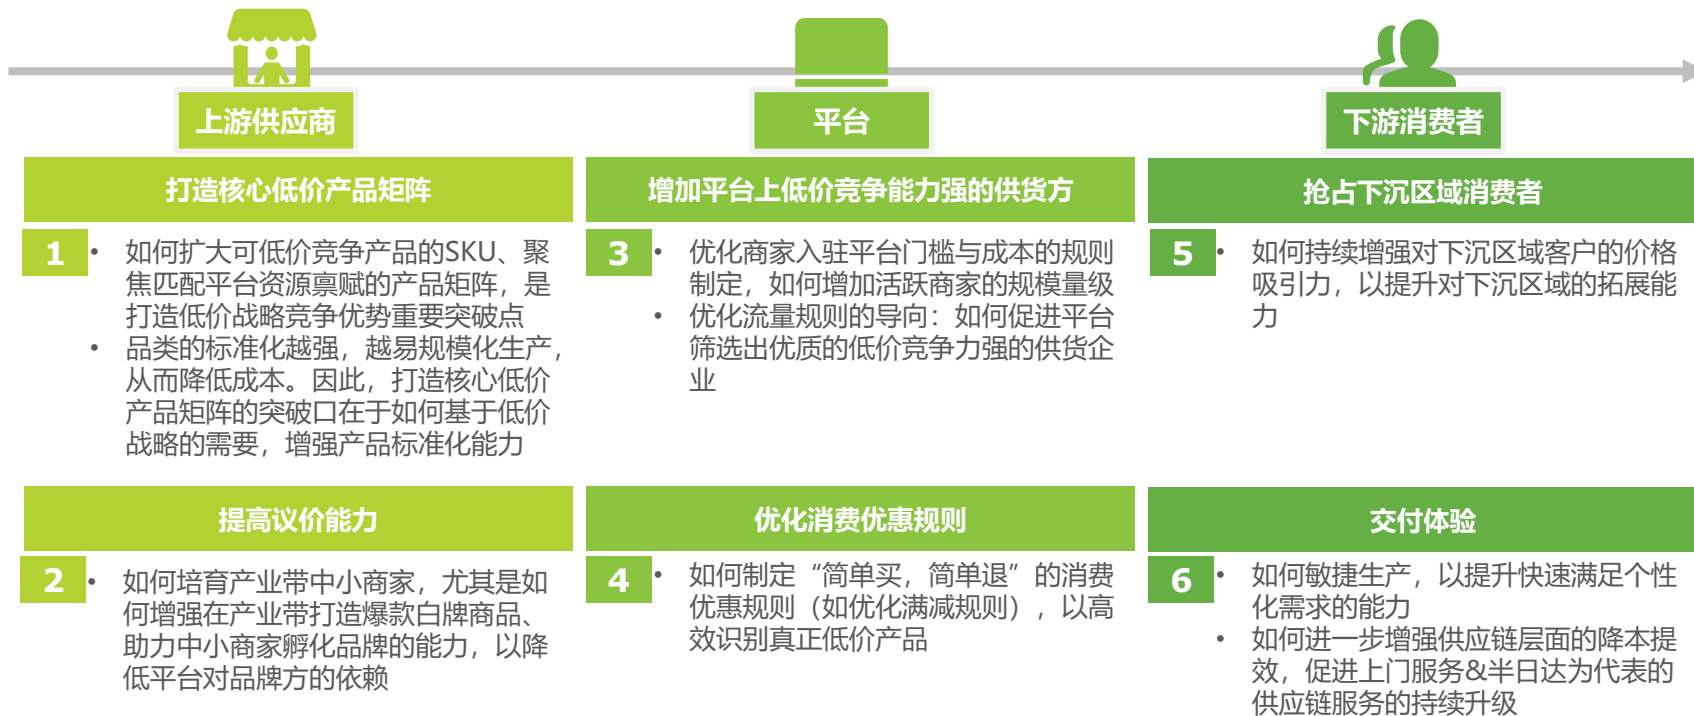 上游供应商
平台
下游消费者
打造核心低价产品矩阵
1
• 如何扩大可低价竞争产品的SKU、聚
焦匹配平台资源禀赋的产品矩阵，是
打造低价战略竞争优势重要突破点
• 品类的标准化越强，越易规模化生产，
从而降低成本。因此，打造核心低价
产品矩阵的突破口在于如何基于低价
战略的需要，增强产品标准化能力
提高议价能力
2
• 如何培育产业带中小商家，尤其是如
何增强在产业带打造爆款白牌商品、
助力中小商家孵化品牌的能力，以降
低平台对品牌方的依赖
增加平台上低价竞争能力强的供货方
3
• 优化商家入驻平台门槛与成本的规则
制定，如何增加活跃商家的规模量级
• 优化流量规则的导向：如何促进平台
筛选出优质的低价竞争力强的供货企
业
优化消费优惠规则
4
• 如何制定“简单买，简单退”的消费
优惠规则（如优化满减规则），以高
效识别真正低价产品
抢占下沉区域消费者
5
• 如何持续增强对下沉区域客户的价格
吸引力，以提升对下沉区域的拓展能
力
交付体验
6
• 如何敏捷生产，以提升快速满足个性
化需求的能力
• 如何进一步增强供应链层面的降本提
效，促进上门服务&半日达为代表的
供应链服务的持续升级